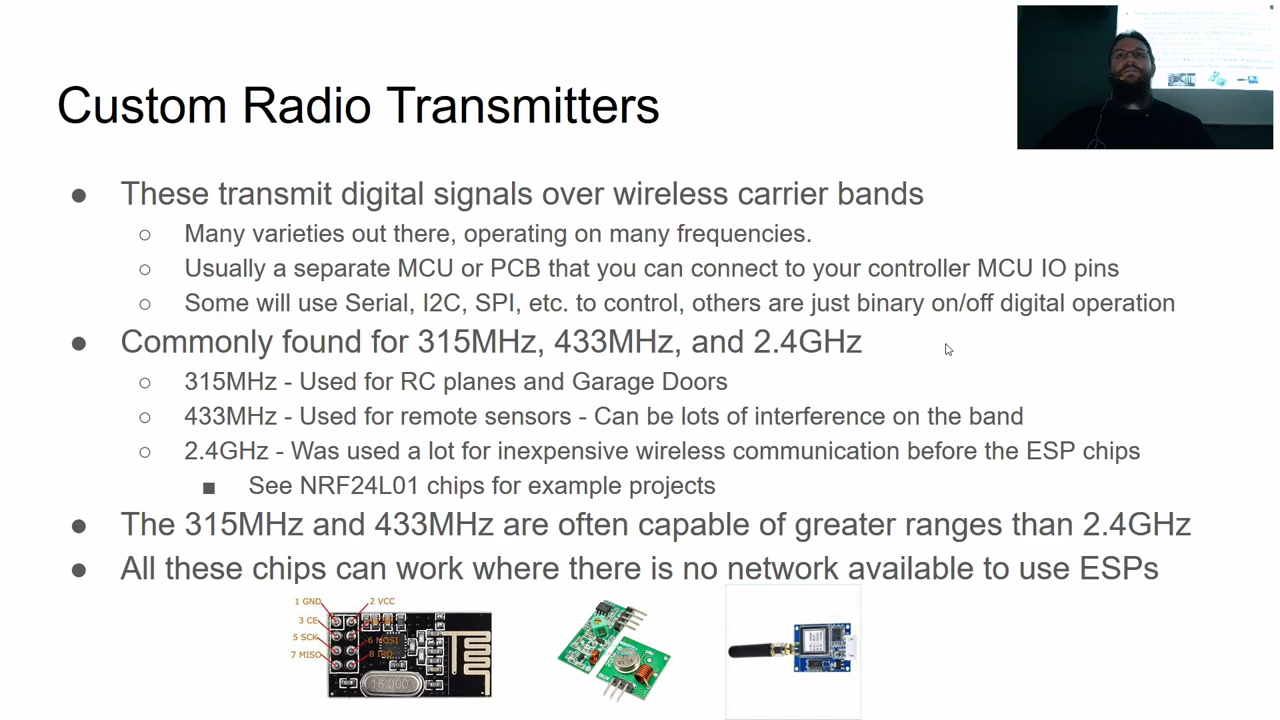 Custom Radio Transmitters
● These transmit digital signals over wireless carrier bands
○ Many varieties out there, operating on many frequencies.
○ Usually a separate MCU or PCB that you can connect to your controller MCU IO pins
○ Some will use Serial, I2C, SPI, etc. to control, others are just binary on/off digital operation
● Commonly found for 315MHz, 433MHz, and 2.4GHz
○ 315MHz - Used for RC planes and Garage Doors
○ 433MHz - Used for remote sensors - Can be lots of interference on the band
○ 2.4GHz - Was used a lot for inexpensive wireless communication before the ESP chips
■ See NRF24L01 chips for example projects
● The 315MHz and 433MHz are often capable of greater ranges than 2.4GHz
● All these chips can work where there is no network available to use ESPs
1 GND 2 VCC
3 CE
5 SCK 6 MOSI
7 MISO 8 IRQ
16.000